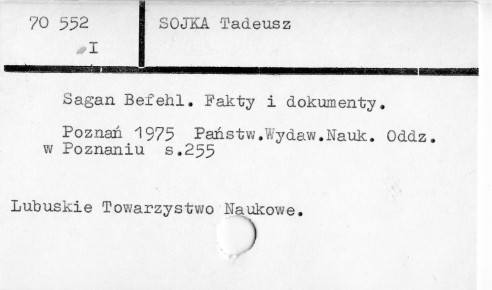 70 552
I
SOJKA Tadeusz
Sagan Befehl. Fakty i dokumenty.
Poznań 1975 Państw.Wydaw.Nauk. Oddz.
w Poznaniu s.255
Lubuskie Towarzystwo Naukowe.